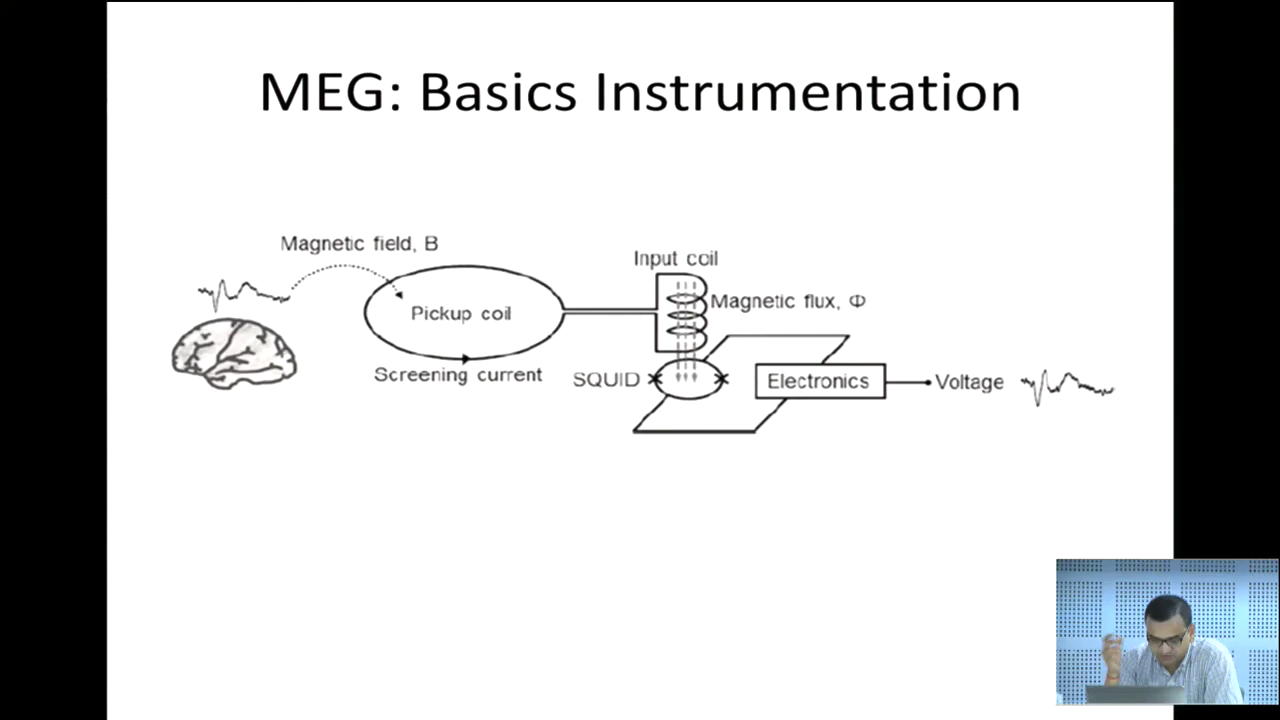 MEG: Basics Instrumentation
Magnetic field, B
Input coil
Pickup coil
Magnetic flux, Φ
Screening current
SQUID
Electronics
Voltage